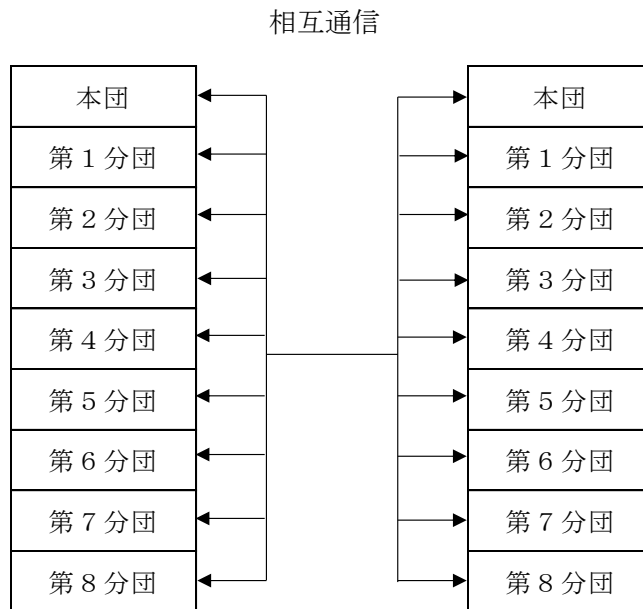 相互通信
本団
第１分団
第２分団
第３分団
第４分団
第５分団
第６分団
第７分団
第８分団
本団
第１分団
第２分団
第３分団
第４分団
第５分団
第６分団
第７分団
第８分団